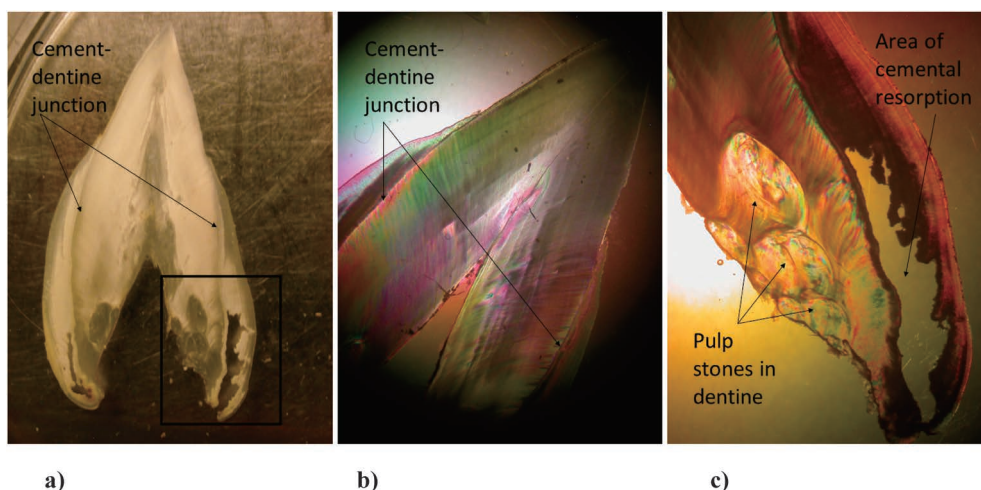 Cement-
dentine
junction
Cement-
dentine
junction
Area of
cemental
resorption
Pulp
stones in
dentine
a)
b)
c)